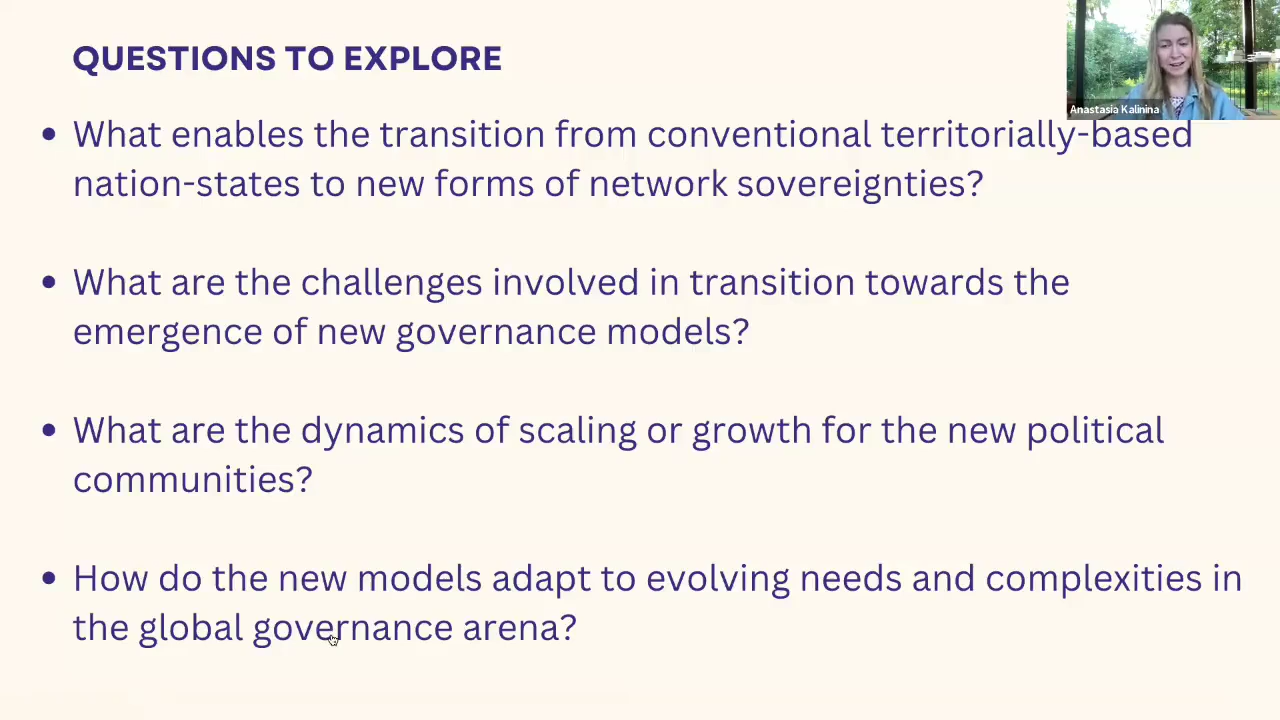 QUESTIONS TO EXPLORE
Anastasia Kalinina
• What enables the transition from conventional territorially-based
nation-states to new forms of network sovereignties?
• What are the challenges involved in transition towards the
emergence of new governance models?
• What are the dynamics of scaling or growth for the new political
communities?
• How do the new models adapt to evolving needs and complexities in
the global governance arena?